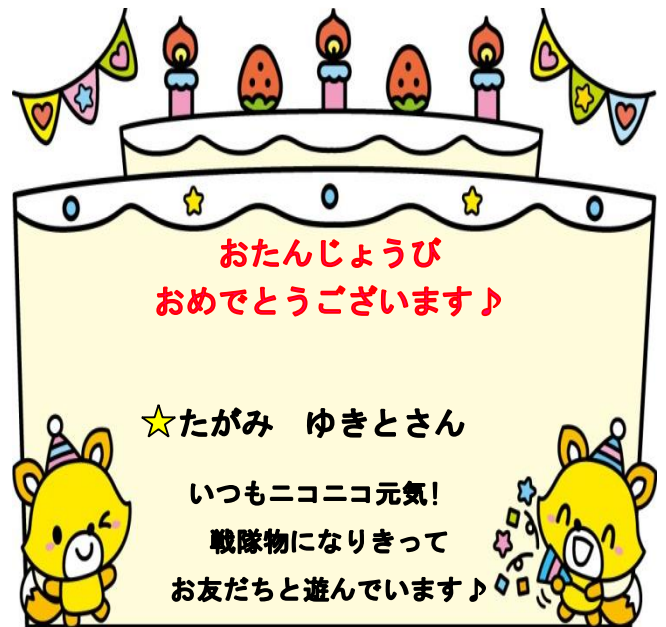 おたんじょうび
おめでとうございます♪
☆たがみ　ゆきとさん
いつもニコニコ元気!
戦隊物になりきって
お友だちと遊んでいます♪